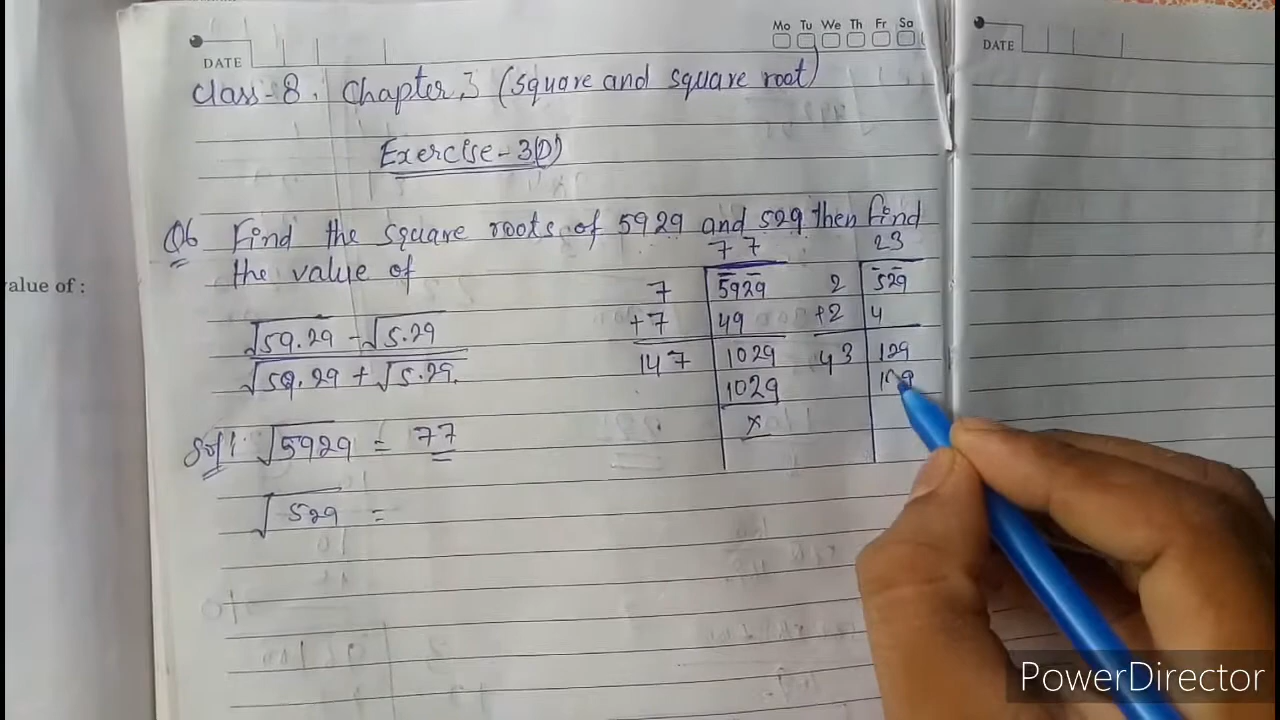 Mo Tu We Th Fr Sa
DATE
DATE
Class-8. Chapter.3 (square and square root)
Exercise-3(D)
Q6 Find the square roots of 5929 and 529 then find
the value of
alue of :
√59.29 - √5.29
√59.29 + √5.29.
7 7
7 5929
+7 49
147 1029
1029
x
23
2 529
+2 4
43 129
129
Sol: √5929 = 77
√529 =
PowerDirector